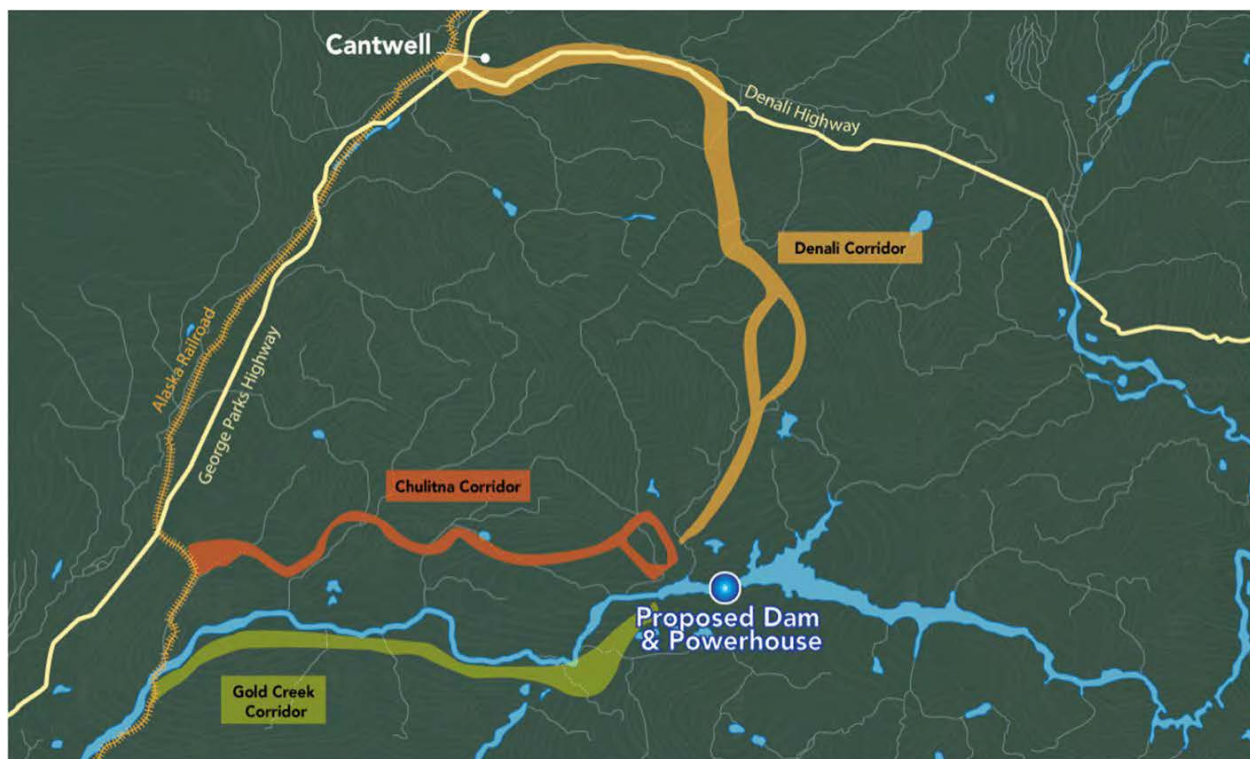 Cantwell
Denali Highway
Denali Corridor
Alaska Railroad
George Parks Highway
Chulitna Corridor
Proposed Dam
& Powerhouse
Gold Creek
Corridor